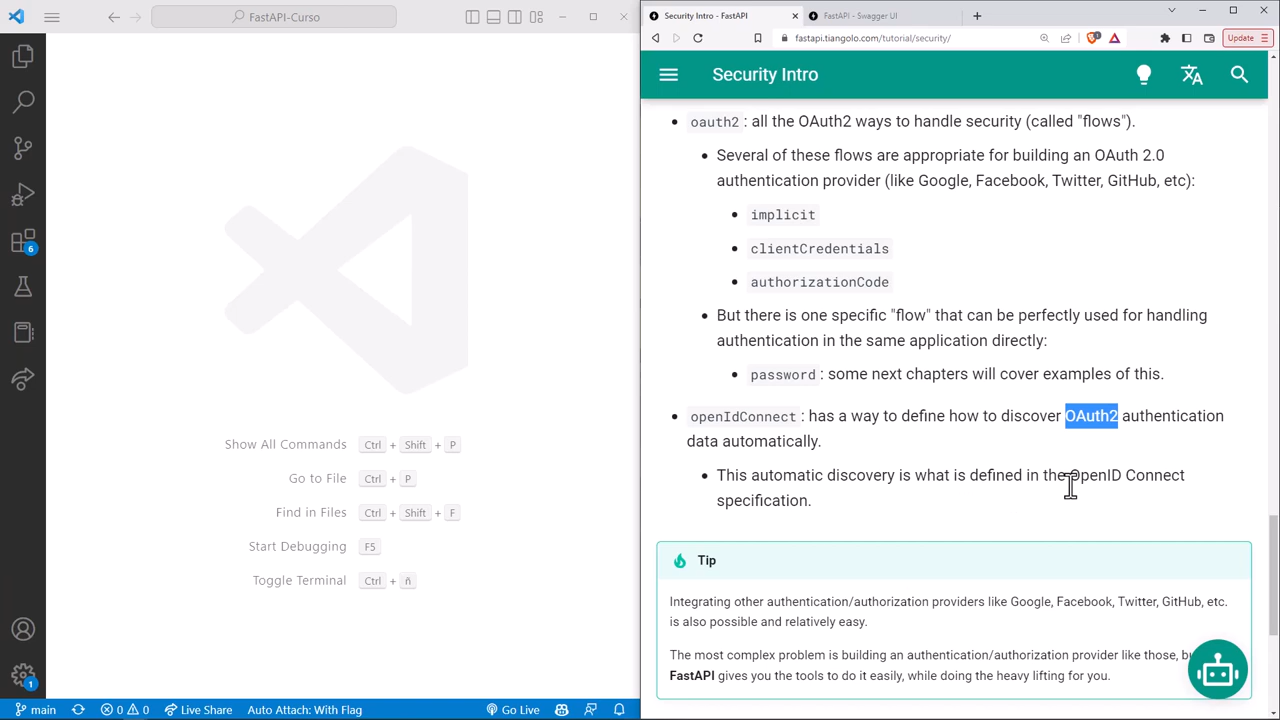 FastAPI-Curso
Show All Commands Ctrl + Shift + P
Go to File Ctrl + P
Find in Files Ctrl + Shift + F
Start Debugging F5
Toggle Terminal Ctrl + ñ
6
1
main 0 0 Live Share Auto Attach: With Flag Go Live
Security Intro - FastAPI
FastAPI - Swagger UI
fastapi.tiangolo.com/tutorial/security/
Update
Security Intro
oauth2 : all the OAuth2 ways to handle security (called "flows").
Several of these flows are appropriate for building an OAuth 2.0
authentication provider (like Google, Facebook, Twitter, GitHub, etc):
implicit
clientCredentials
authorizationCode
But there is one specific "flow" that can be perfectly used for handling
authentication in the same application directly:
password : some next chapters will cover examples of this.
openIdConnect : has a way to define how to discover OAuth2 authentication
data automatically.
This automatic discovery is what is defined in the OpenID Connect
specification.
Tip
Integrating other authentication/authorization providers like Google, Facebook, Twitter, GitHub, etc.
is also possible and relatively easy.
The most complex problem is building an authentication/authorization provider like those, bu
FastAPI gives you the tools to do it easily, while doing the heavy lifting for you.